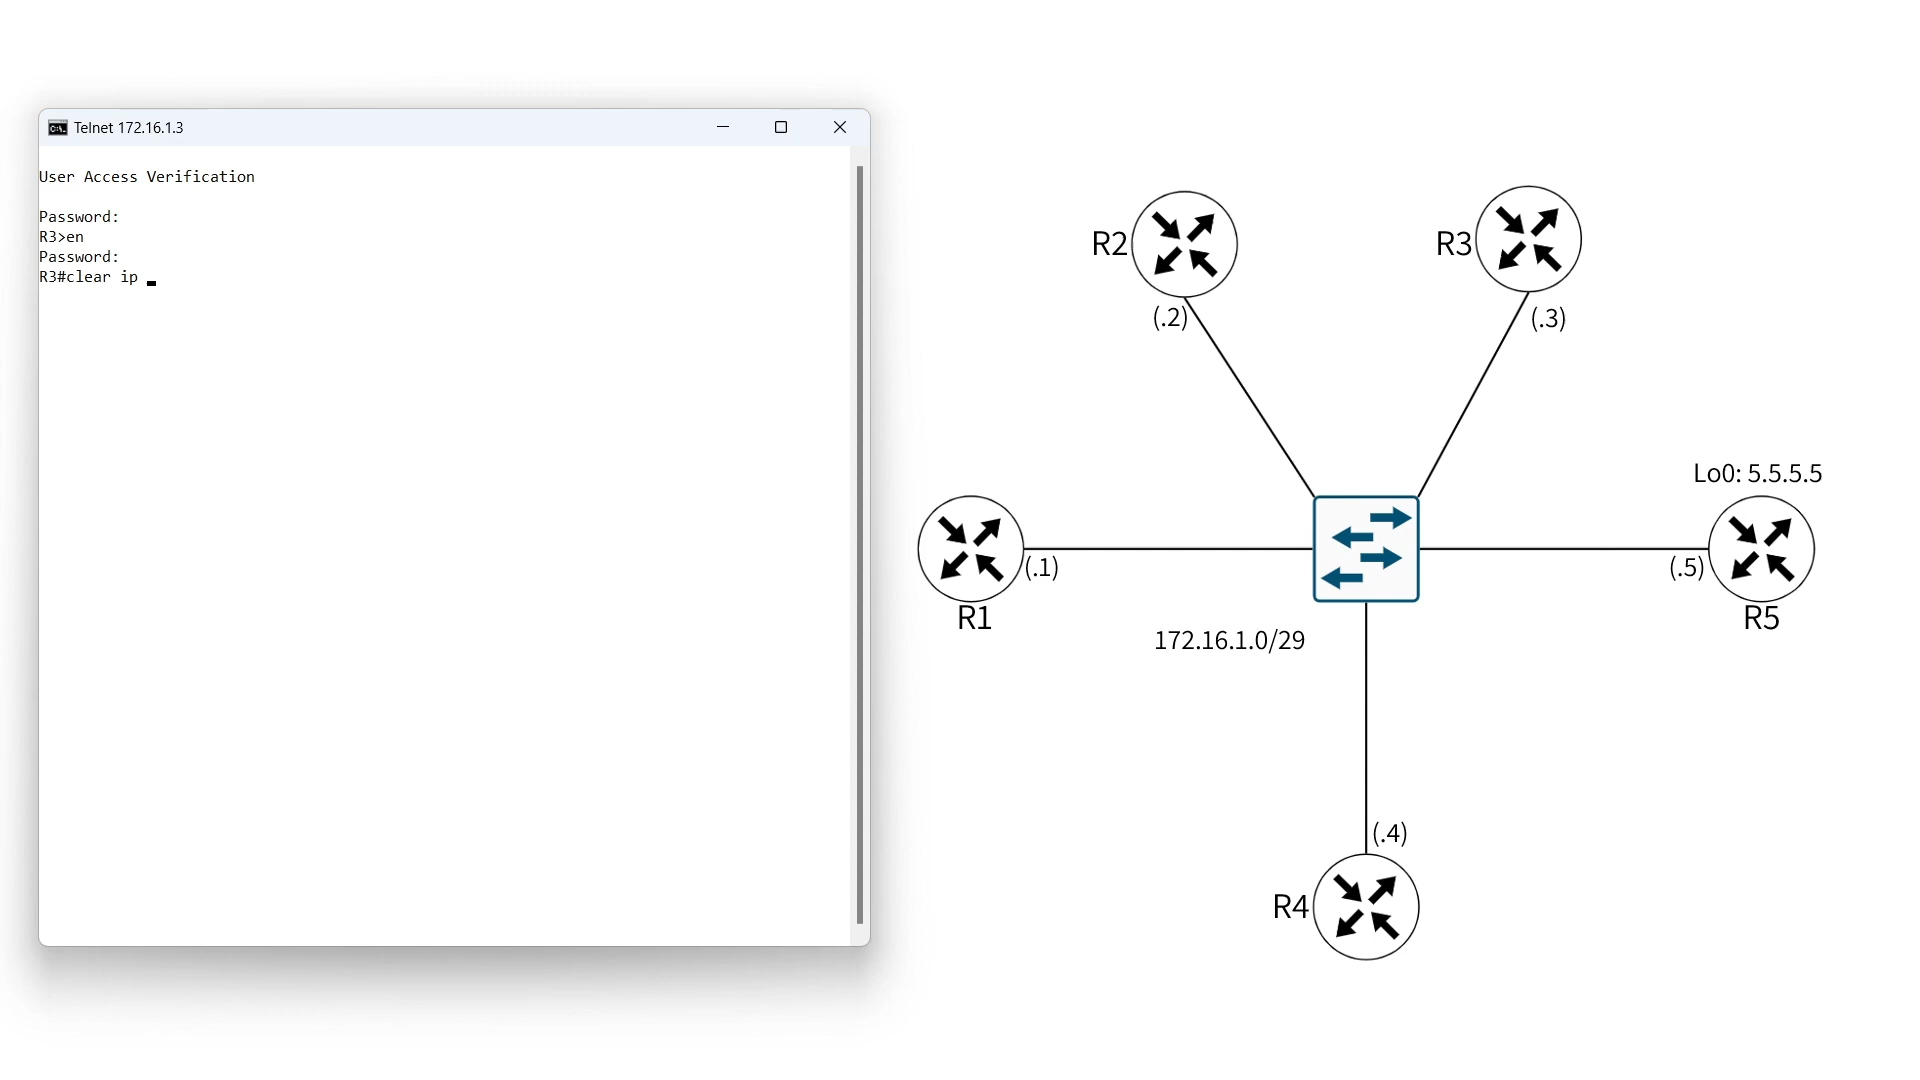 Telnet 172.16.1.3
User Access Verification
Password:
R3>en
Password:
R3#clear ip
R2
(.2)
R3
(.3)
Lo0: 5.5.5.5
R1
(.1)
(.5)
R5
172.16.1.0/29
(.4)
R4